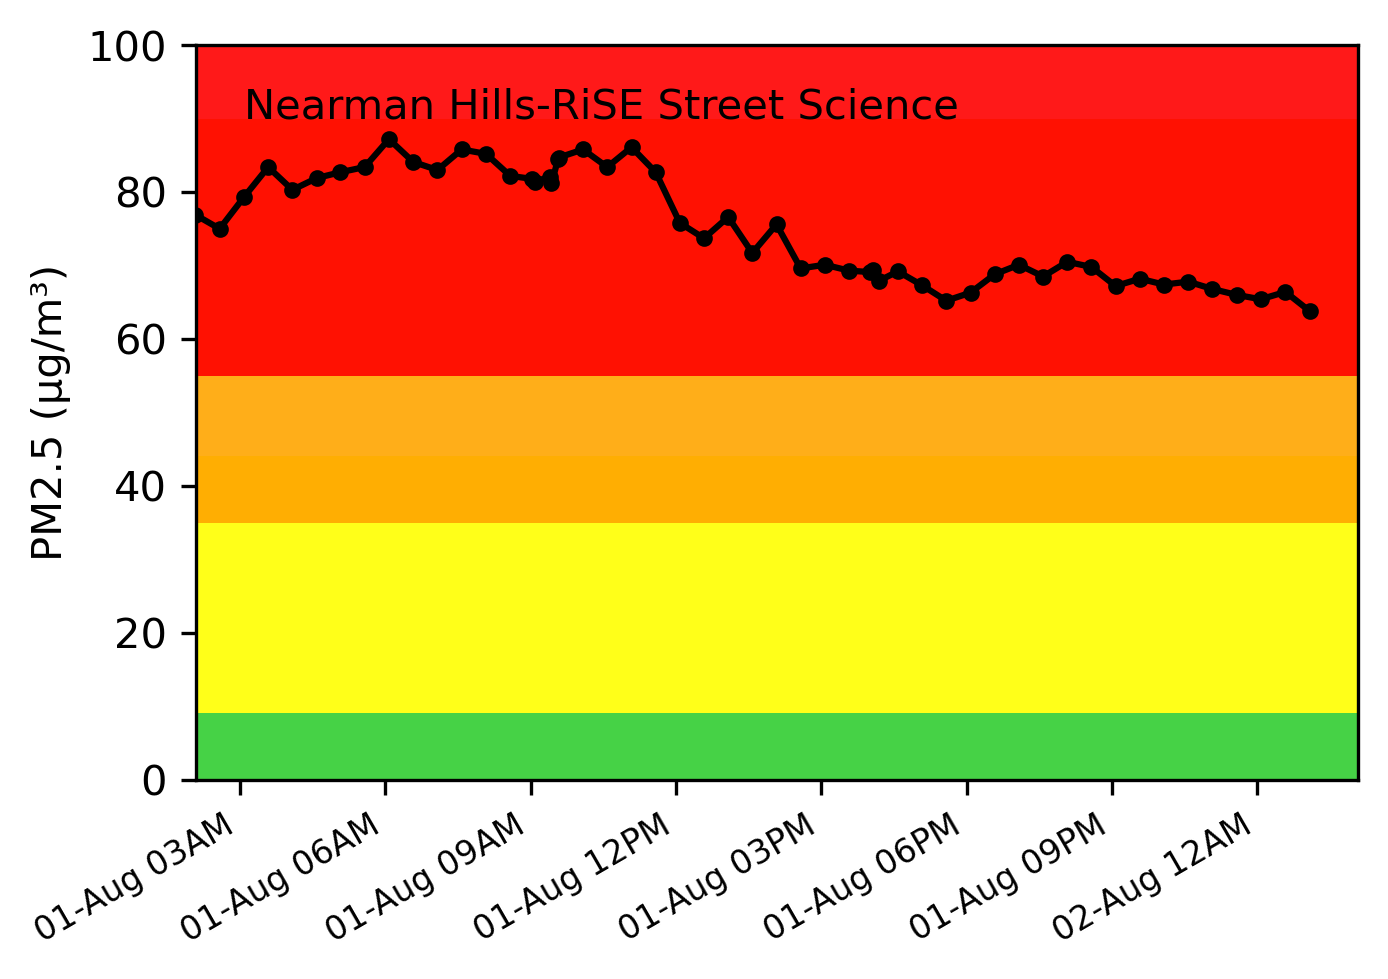 Nearman Hills-RiSE Street Science
PM2.5 (µg/m³)
100
80
60
40
20
0
01-Aug 03AM
01-Aug 06AM
01-Aug 09AM
01-Aug 12PM
01-Aug 03PM
01-Aug 06PM
01-Aug 09PM
02-Aug 12AM